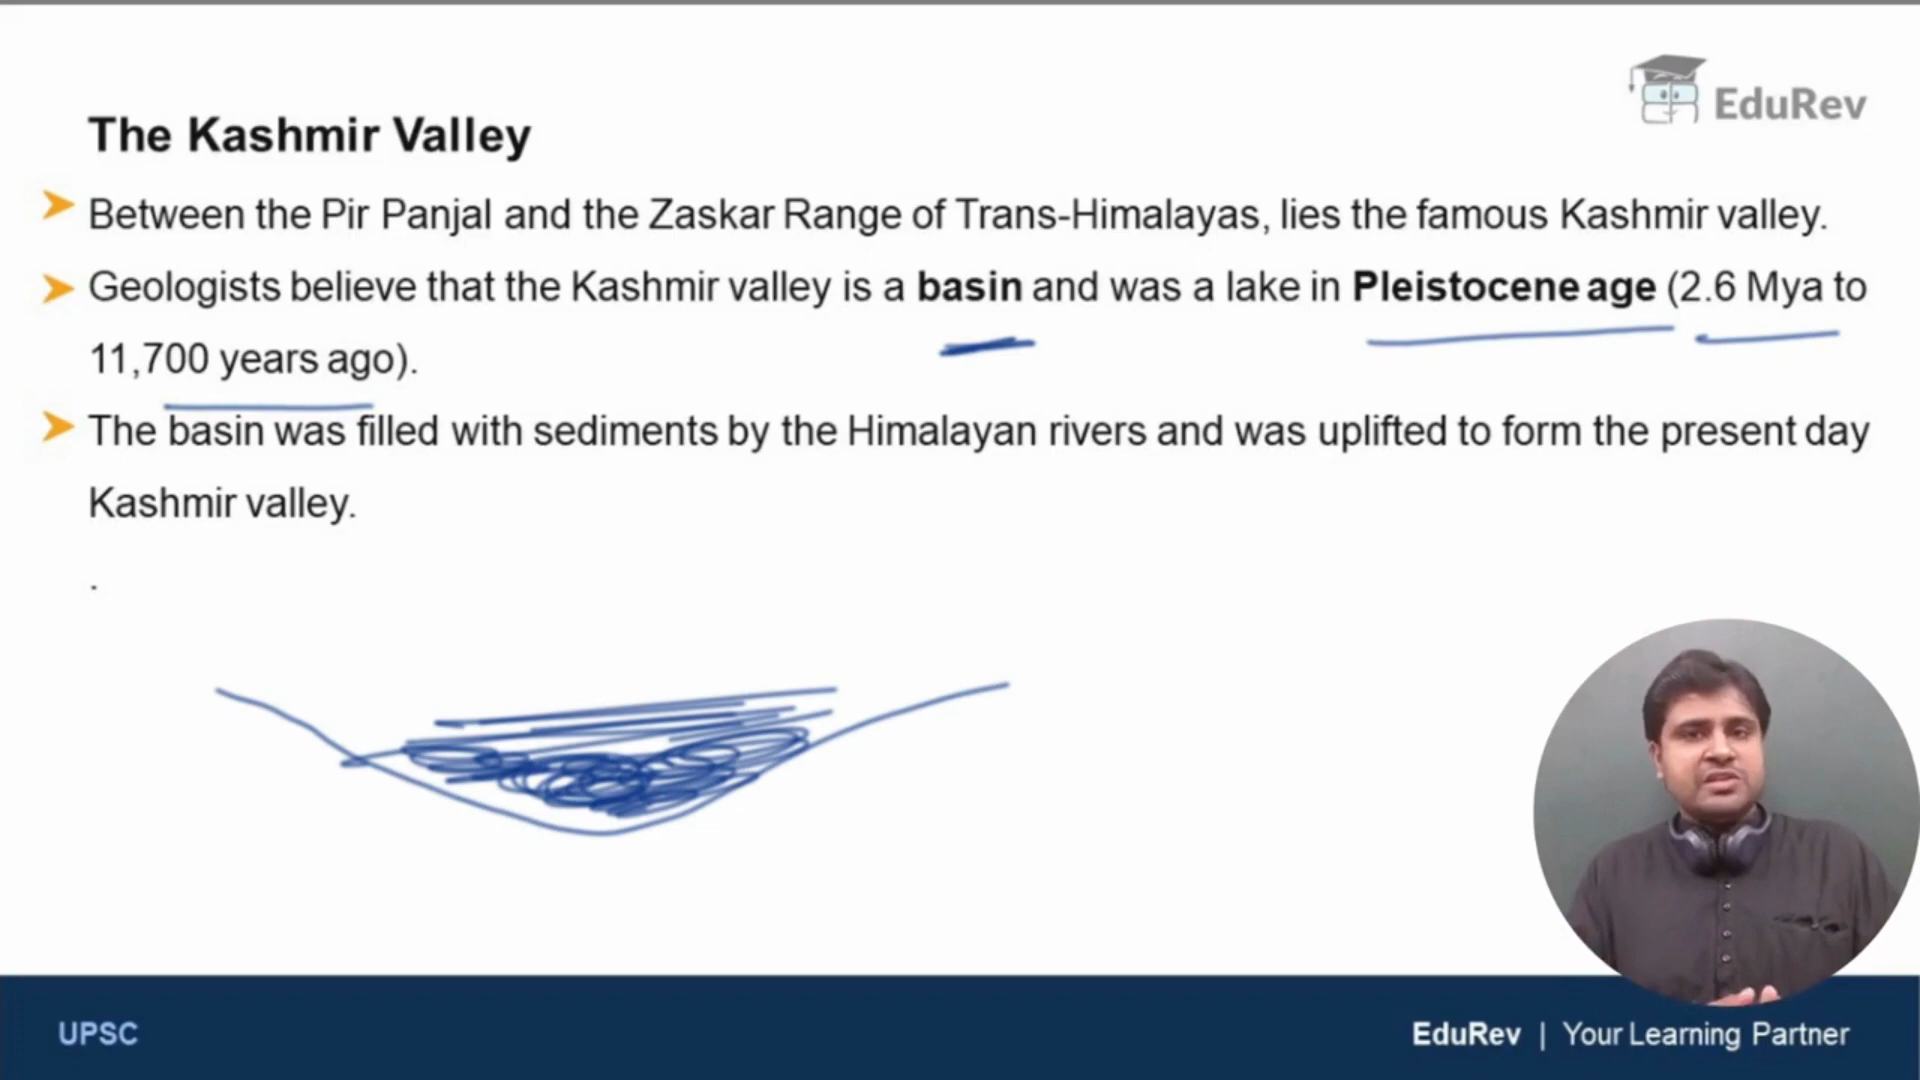 EduRev
The Kashmir Valley
Between the Pir Panjal and the Zaskar Range of Trans-Himalayas, lies the famous Kashmir valley.
Geologists believe that the Kashmir valley is a basin and was a lake in Pleistocene age (2.6 Mya to
11,700 years ago).
The basin was filled with sediments by the Himalayan rivers and was uplifted to form the present day
Kashmir valley.
.
UPSC
EduRev | Your Learning Partner